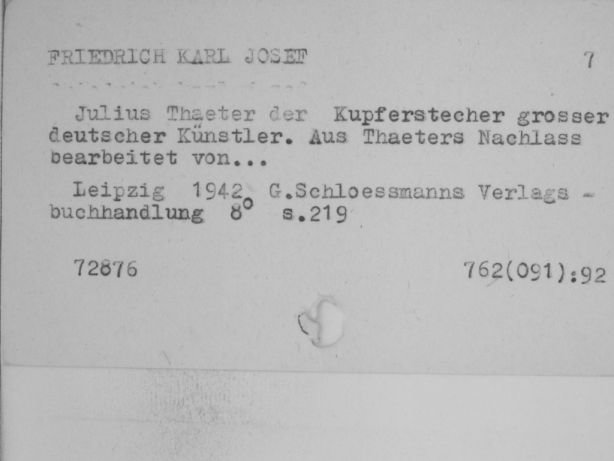 FRIEDRICH KARL JOSEF 7
Julius Thaeter der Kupferstecher grosser
deutscher Künstler. Aus Thaeters Nachlass
bearbeitet von...
Leipzig 1942 G.Schloessmanns Verlags -
buchhandlung 8° s.219
72876 762(091):92